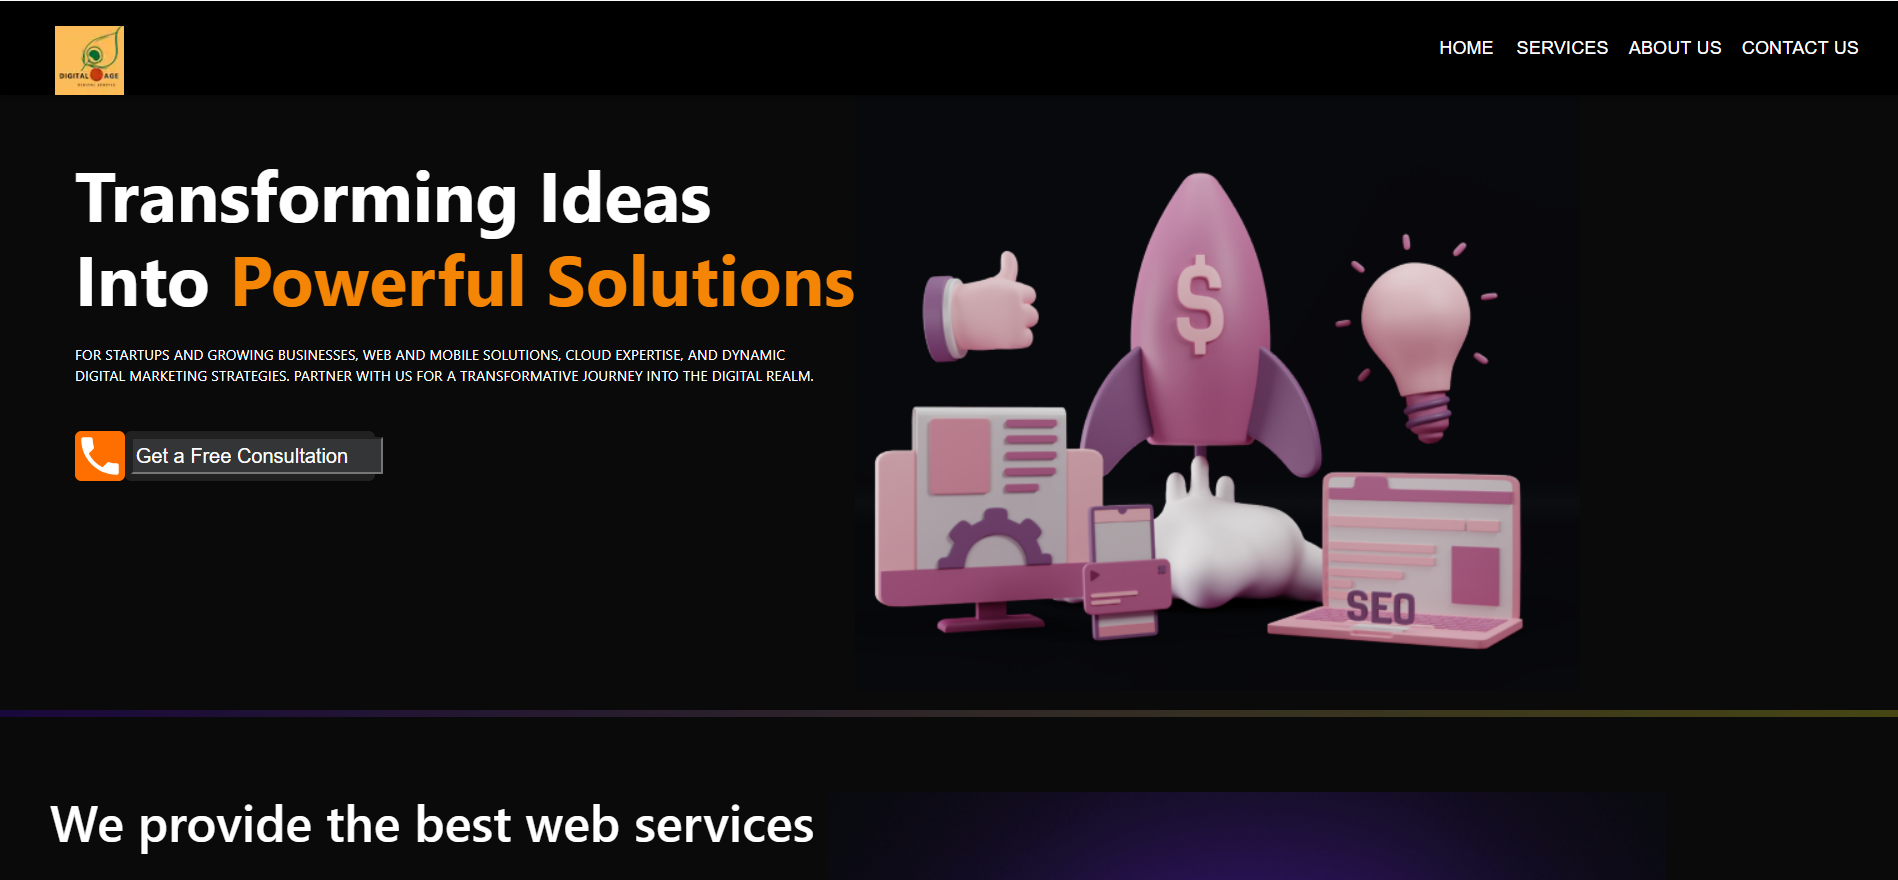 DIGITAL AGE
HOME SERVICES ABOUT US CONTACT US
Transforming Ideas
Into Powerful Solutions
FOR STARTUPS AND GROWING BUSINESSES, WEB AND MOBILE SOLUTIONS, CLOUD EXPERTISE, AND DYNAMIC
DIGITAL MARKETING STRATEGIES. PARTNER WITH US FOR A TRANSFORMATIVE JOURNEY INTO THE DIGITAL REALM.
Get a Free Consultation
$
SEO
We provide the best web services